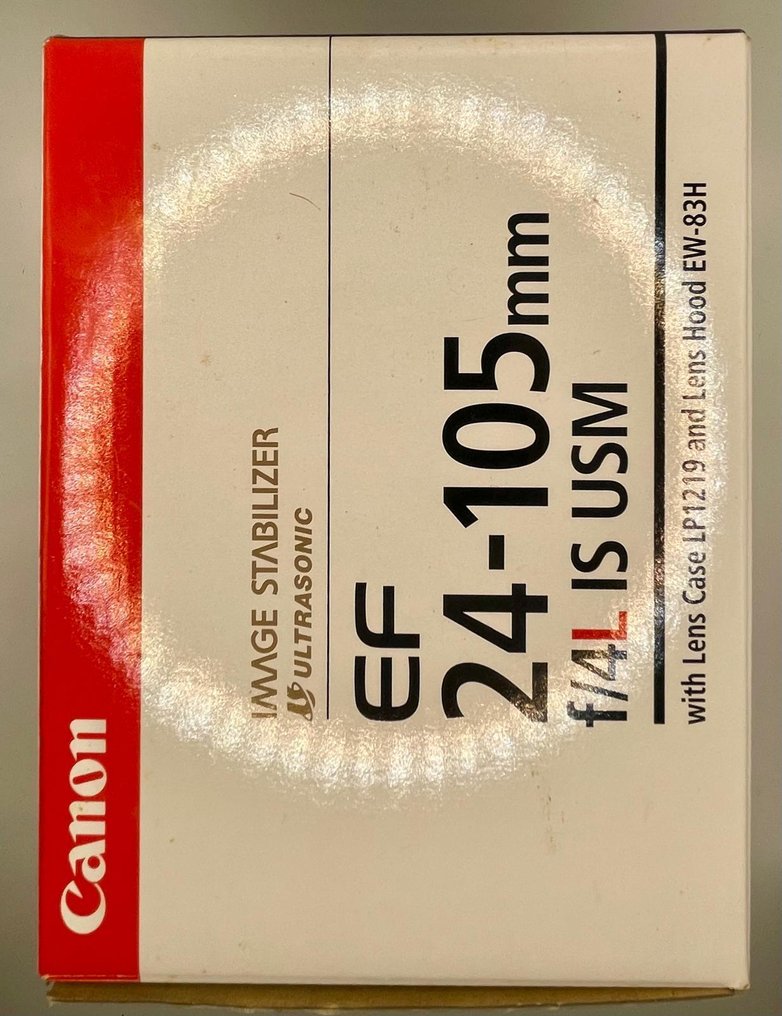 Canon
IMAGE STABILIZER
ULTRASONIC
EF
24-105mm
f/4L IS USM
with Lens Case LP1219 and Lens Hood EW-83H